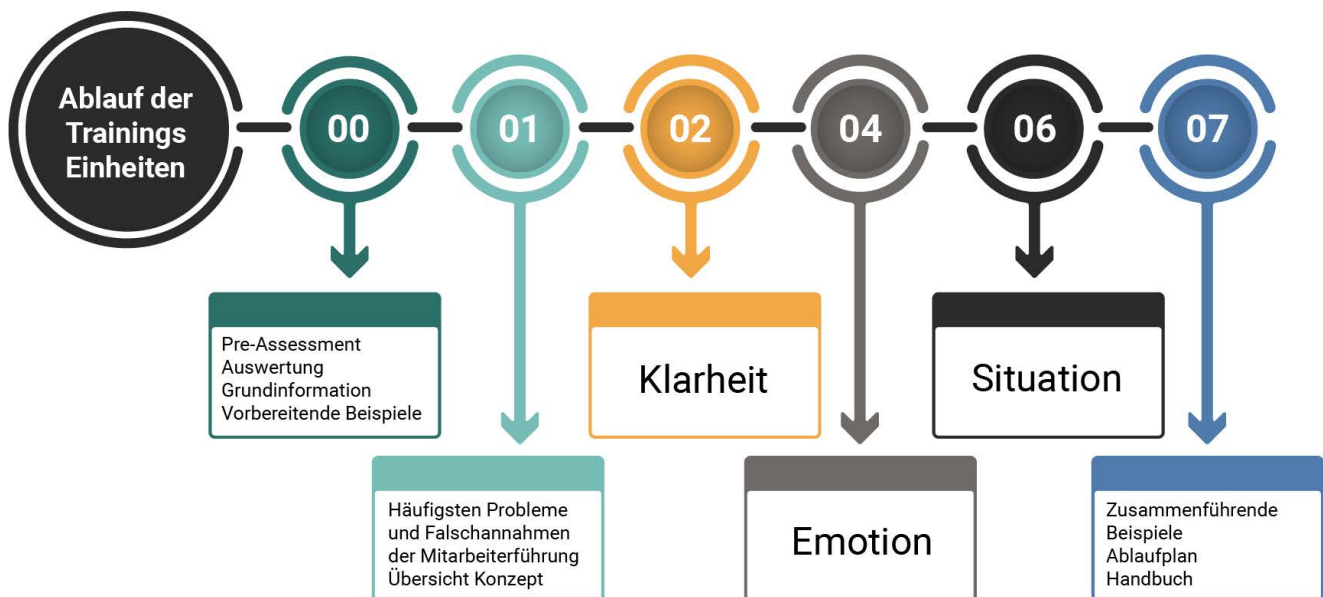 Ablauf der
Trainings
Einheiten
00
01
02
04
06
07
Pre-Assessment
Auswertung
Grundinformation
Vorbereitende Beispiele
Häufigsten Probleme
und Falschannahmen
der Mitarbeiterführung
Übersicht Konzept
Klarheit
Emotion
Situation
Zusammenführende
Beispiele
Ablaufplan
Handbuch